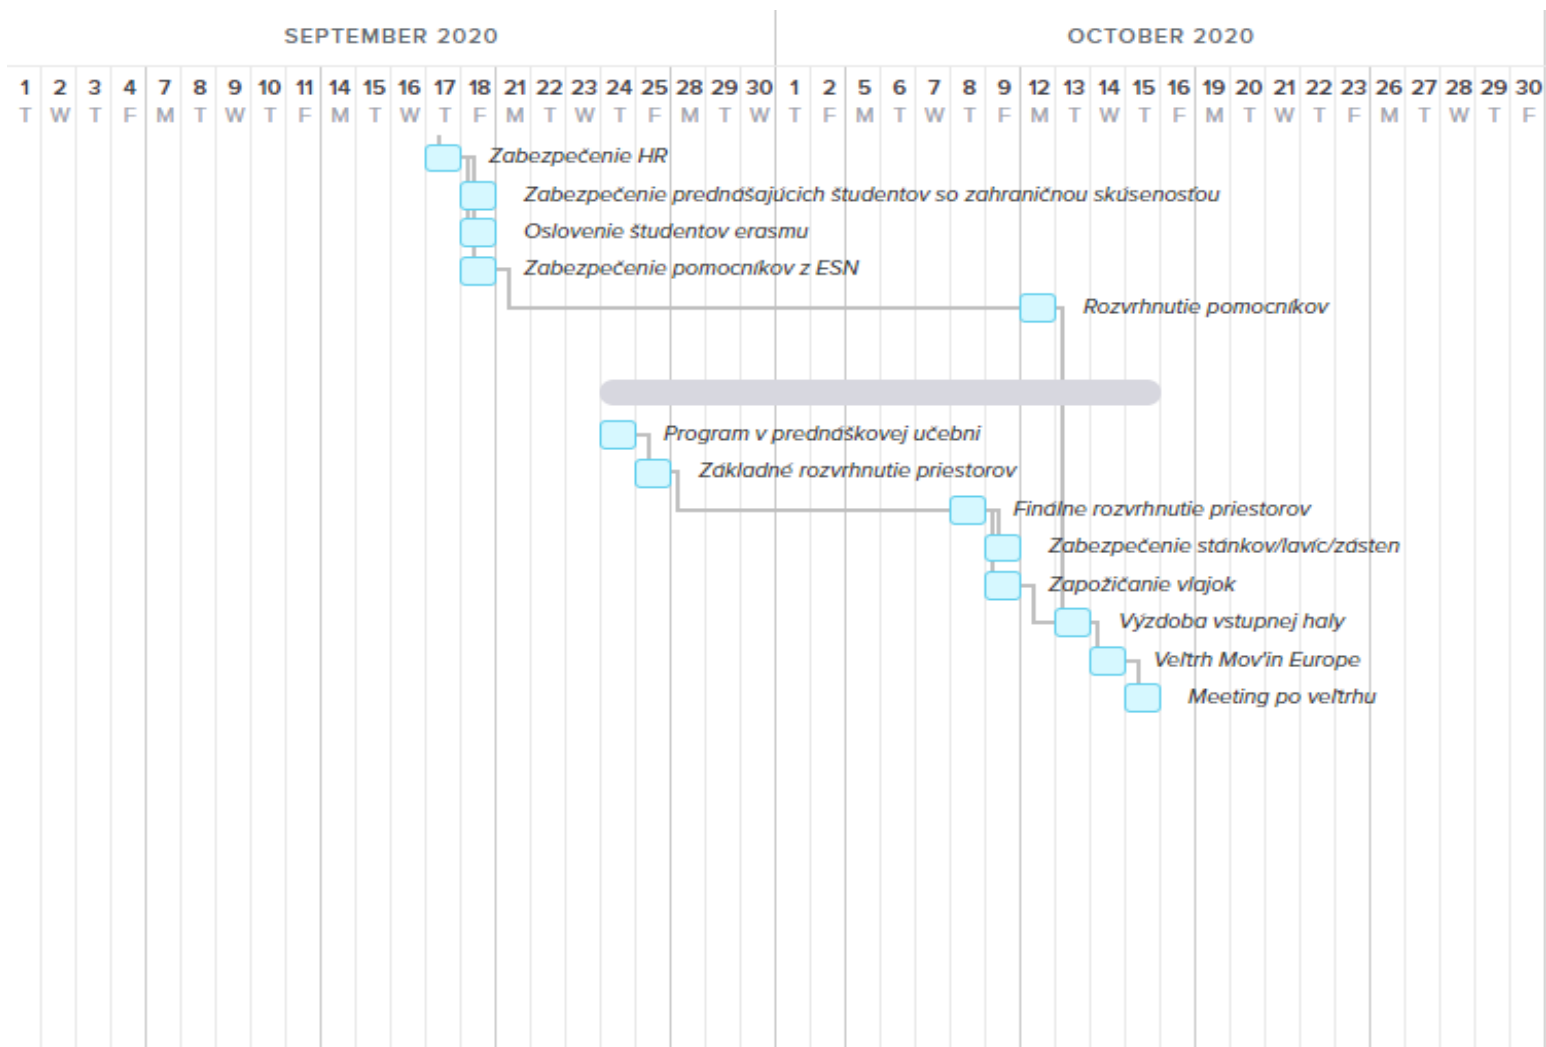 SEPTEMBER 2020 OCTOBER 2020
1 2 3 4 7 8 9 10 11 14 15 16 17 18 21 22 23 24 25 28 29 30 1 2 5 6 7 8 9 12 13 14 15 16 19 20 21 22 23 26 27 28 29 30
T W T F M T W T F M T W T F M T W T F M T W T F M T W T F M T W T F M T W T F M T W T F
Zabezpečenie HR
Zabezpečenie prednášajúcich študentov so zahraničnou skúsenosťou
Oslovenie študentov erasmu
Zabezpečenie pomocníkov z ESN
Rozvrhnutie pomocníkov
Program v prednáškovej učebni
Základné rozvrhnutie priestorov
Finálne rozvrhnutie priestorov
Zabezpečenie stánkov/lavíc/zásten
Zapožičanie vlajok
Výzdoba vstupnej haly
Veľtrh Mov'in Europe
Meeting po veľtrhu